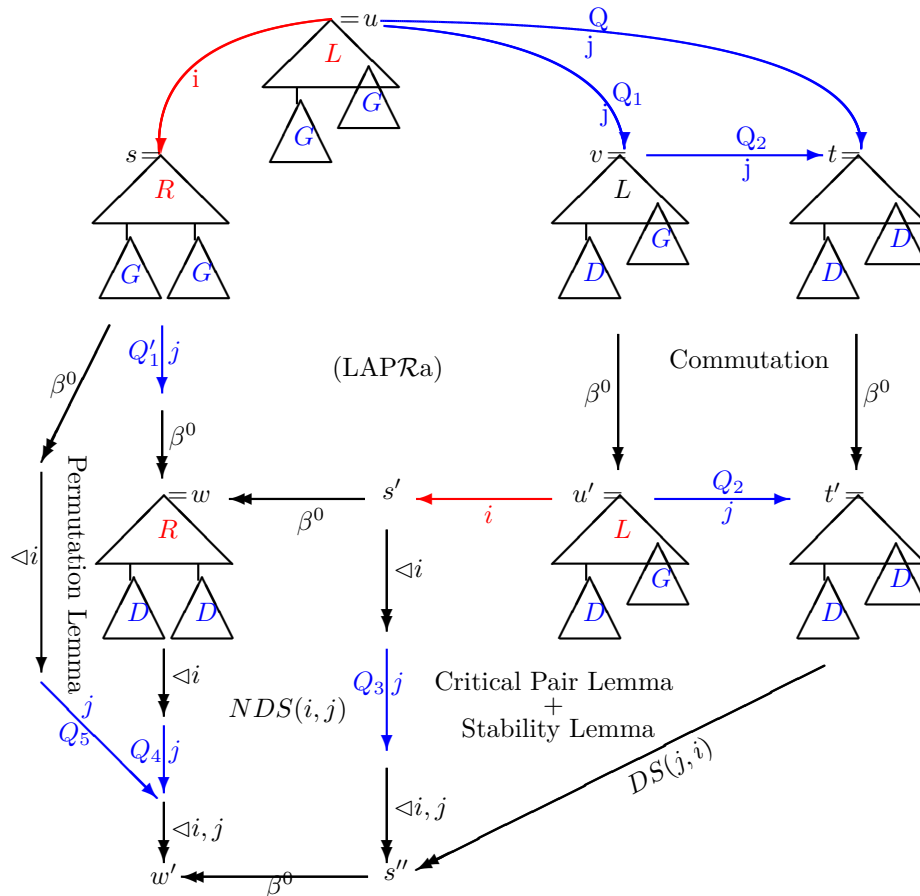 = u
Q
j
L
i
Q₁
j
G
G
s =
v =
Q₂
j
t =
R
L
G
G
D
G
D
D
Q′₁ j
β⁰
(LAPℛa)
Commutation
β⁰
β⁰
β⁰
Permutation Lemma
= w
β⁰
s′
i
u′ =
Q₂
j
t′ =
R
L
◁i
◁i
D
D
D
G
D
D
◁i
j
Q₅
NDS(i, j)
Q₃ j
Critical Pair Lemma
+
Stability Lemma
Q₄ j
DS(j, i)
◁i, j
◁i, j
w′
β⁰
s′′